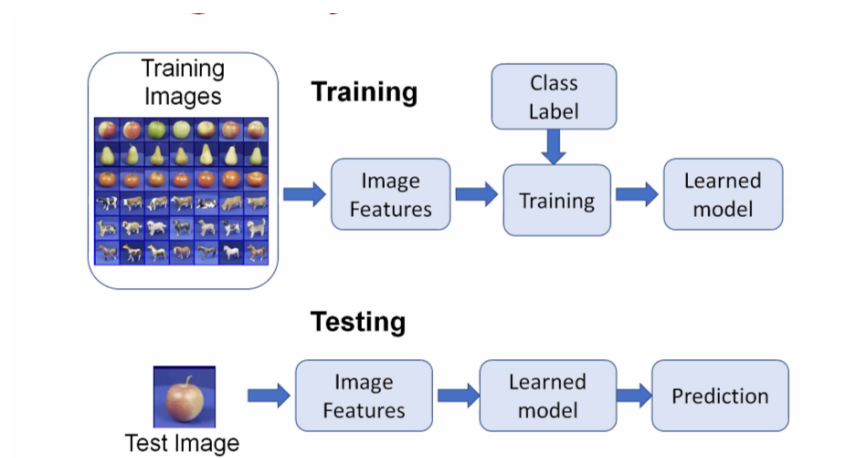 Training
Images
Training
Class
Label
Image
Features
Training
Learned
model
Testing
Test Image
Image
Features
Learned
model
Prediction